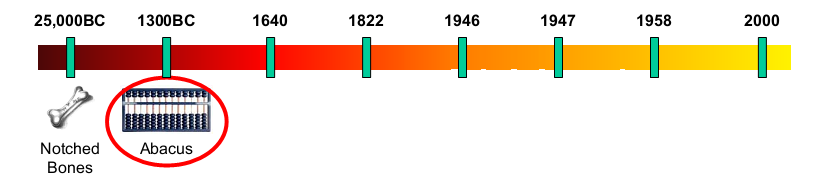 25,000BC 1300BC 1640 1822 1946 1947 1958 2000
Notched Abacus
Bones